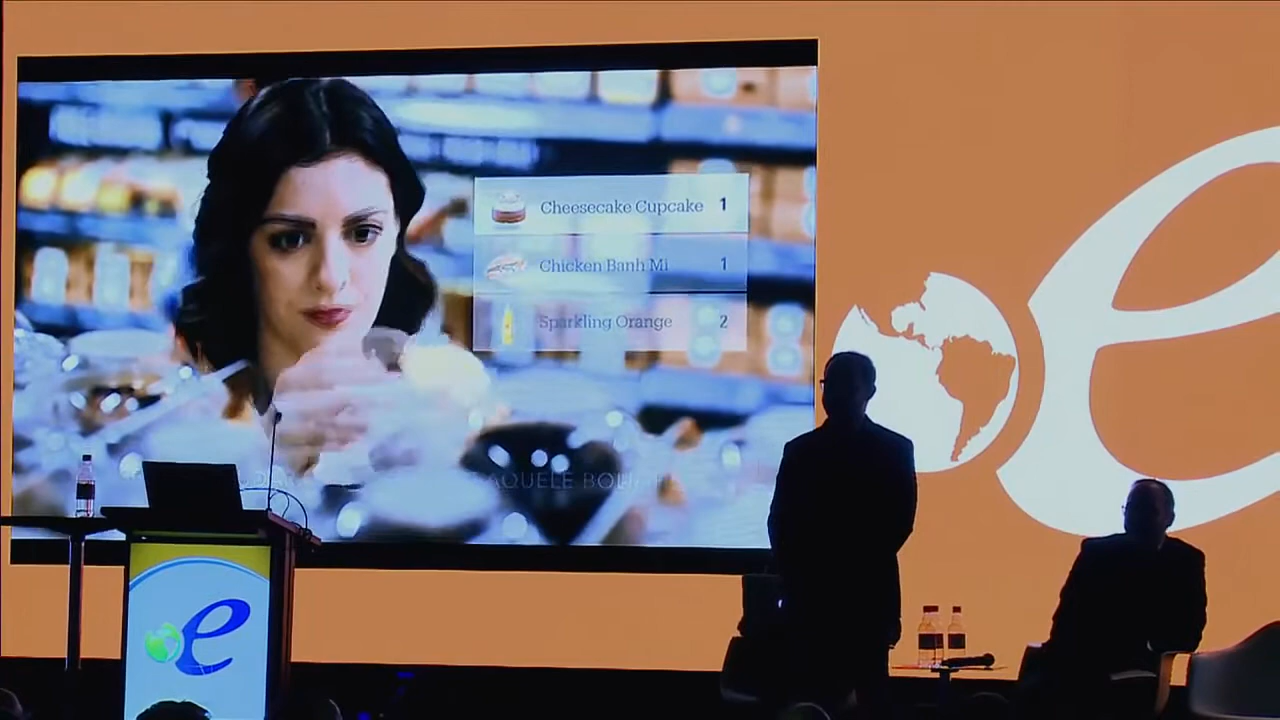 Cheesecake Cupcake 1
Chicken Banh Mi 1
Sparkling Orange 2
e
e